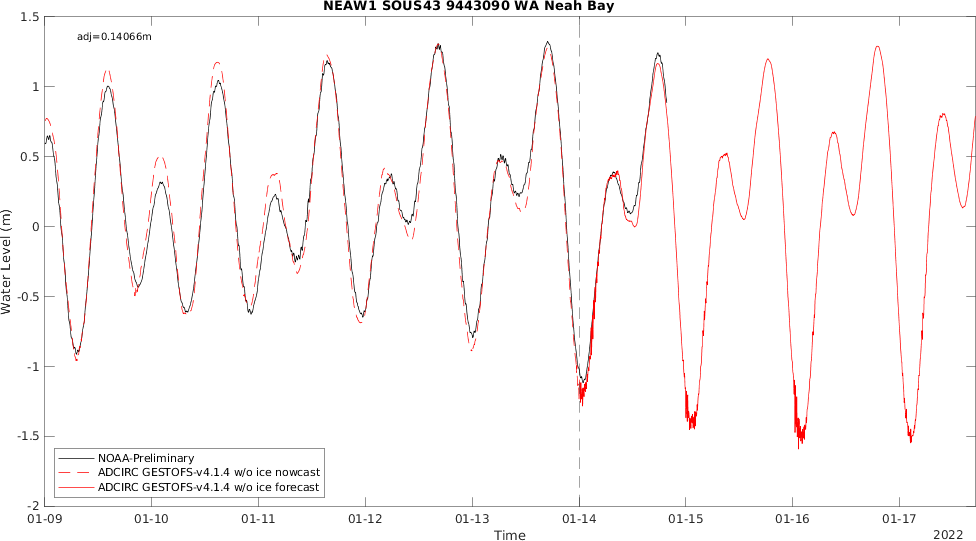 NEAW1 SOUS43 9443090 WA Neah Bay
adj=0.14066m
1.5
1
0.5
0
-0.5
-1
-1.5
-2
Water Level (m)
NOAA-Preliminary
ADCIRC GESTOFS-v4.1.4 w/o ice nowcast
ADCIRC GESTOFS-v4.1.4 w/o ice forecast
01-09 01-10 01-11 01-12 01-13 01-14 01-15 01-16 01-17
Time
2022